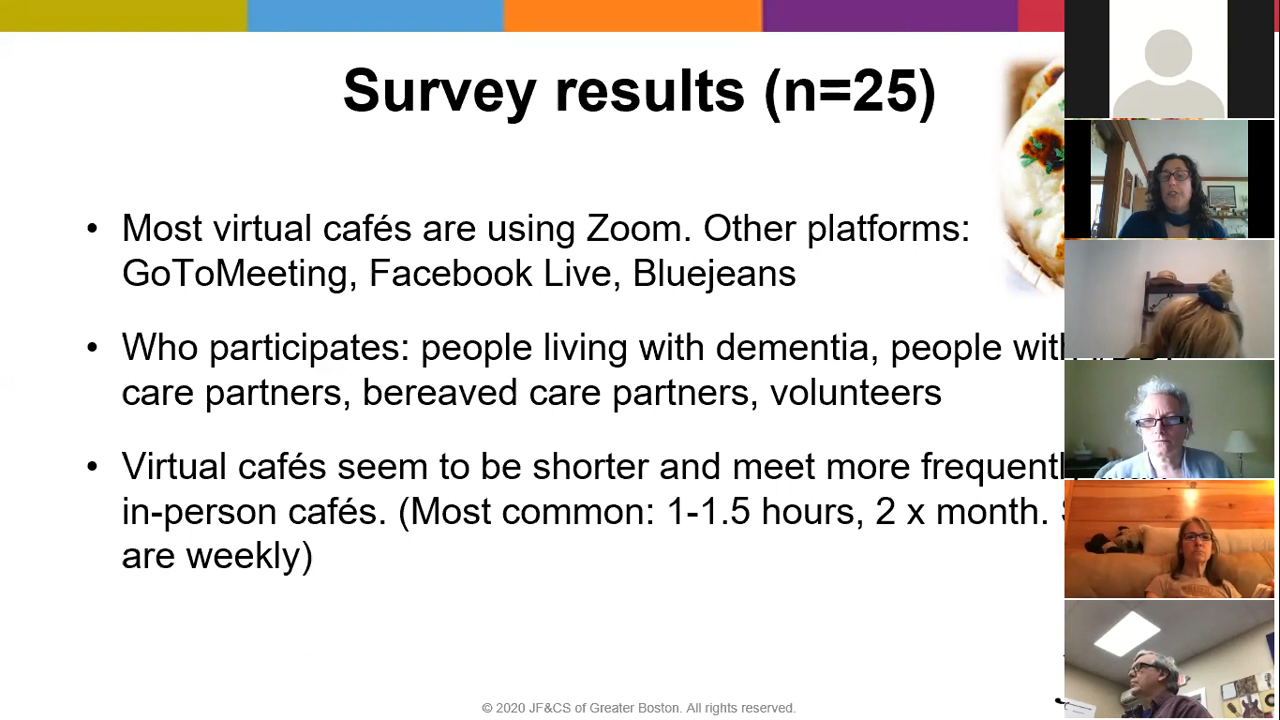 Survey results (n=25)
• Most virtual cafés are using Zoom. Other platforms:
GoToMeeting, Facebook Live, Bluejeans
• Who participates: people living with dementia, people with
care partners, bereaved care partners, volunteers
• Virtual cafés seem to be shorter and meet more
in-person cafés. (Most common: 1-1.5 hours, 2 x month.
are weekly)
© 2020 JF&CS of Greater Boston. All rights reserved.